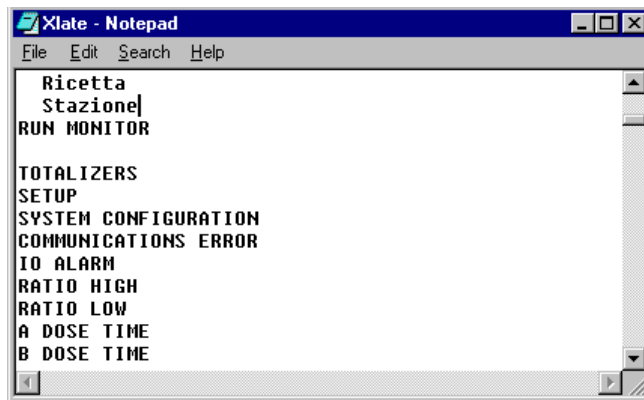 Xlate - Notepad
File Edit Search Help
Ricetta
Stazione
RUN MONITOR
TOTALIZERS
SETUP
SYSTEM CONFIGURATION
COMMUNICATIONS ERROR
IO ALARM
RATIO HIGH
RATIO LOW
A DOSE TIME
B DOSE TIME